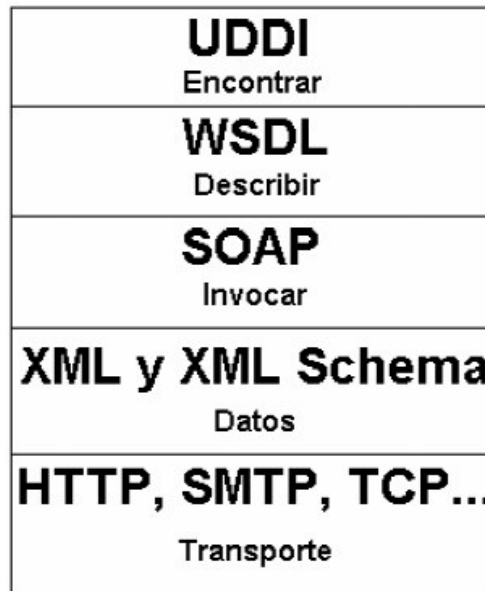 UDDI
Encontrar
WSDL
Describir
SOAP
Invocar
XML y XML Schema
Datos
HTTP, SMTP, TCP...
Transporte